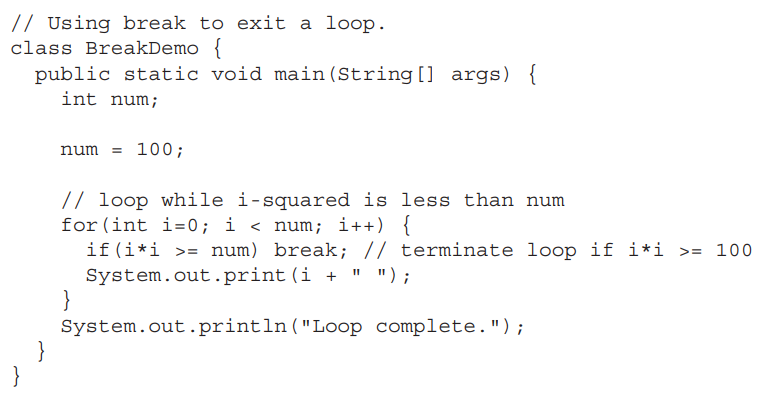 // Using break to exit a loop.
class BreakDemo {
  public static void main(String[] args) {
    int num;

    num = 100;

    // loop while i-squared is less than num
    for(int i=0; i < num; i++) {
      if(i*i >= num) break; // terminate loop if i*i >= 100
      System.out.print(i + " ");
    }
    System.out.println("Loop complete.");
  }
}